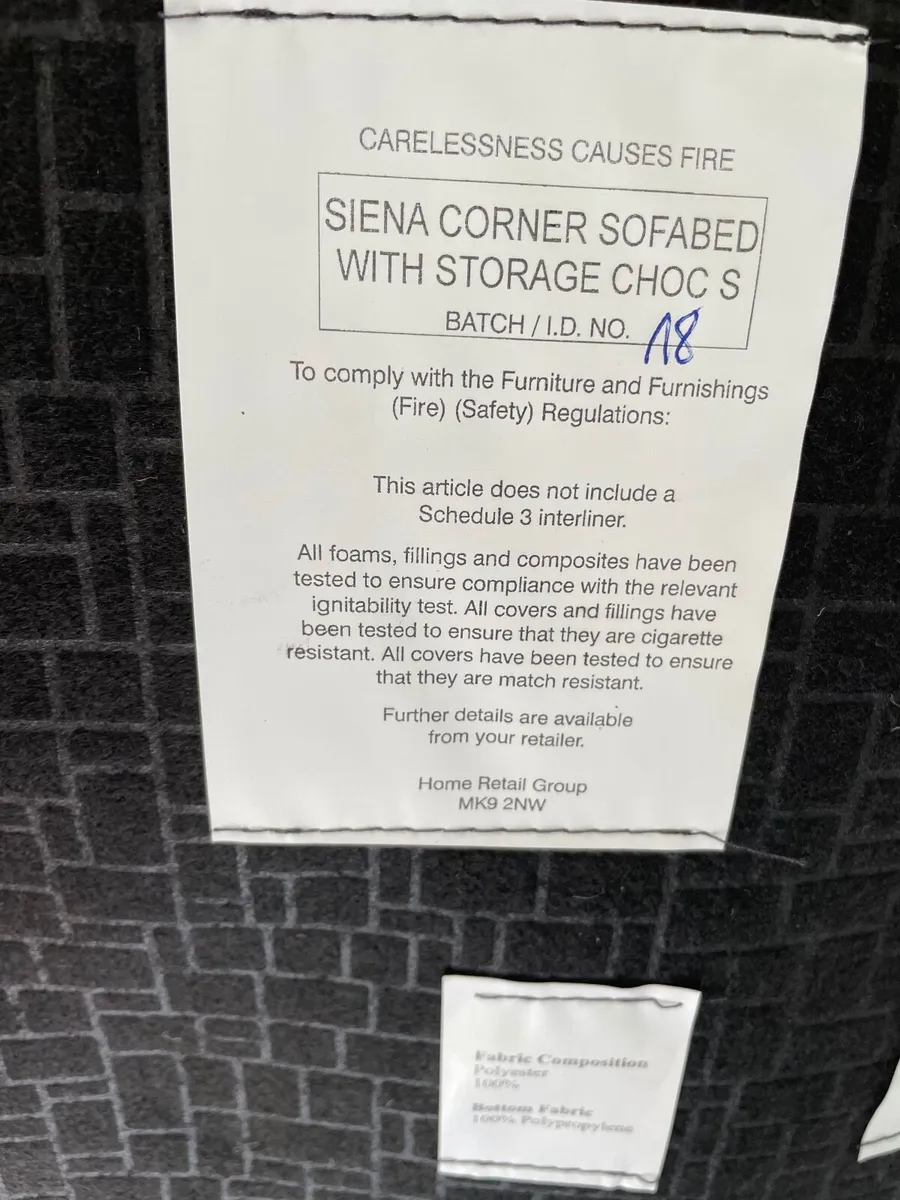 CARELESSNESS CAUSES FIRE
SIENA CORNER SOFABED
WITH STORAGE CHOC S
BATCH / I.D. NO. 18
To comply with the Furniture and Furnishings
(Fire) (Safety) Regulations:
This article does not include a
Schedule 3 interliner.
All foams, fillings and composites have been
tested to ensure compliance with the relevant
ignitability test. All covers and fillings have
been tested to ensure that they are cigarette
resistant. All covers have been tested to ensure
that they are match resistant.
Further details are available
from your retailer.
Home Retail Group
MK9 2NW
Fabric Composition
Polyester
100%
Bottom Fabric
100% Polypropylene